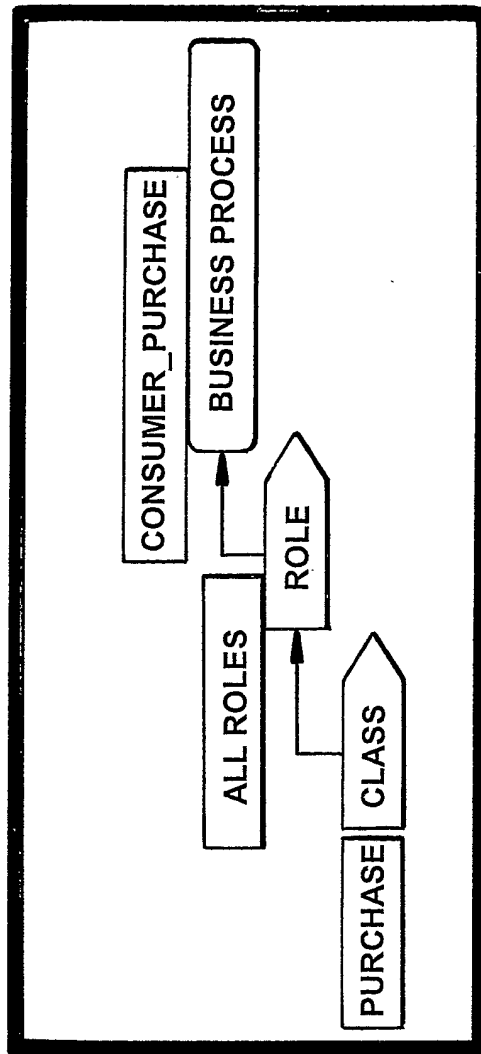 CONSUMER_PURCHASE
BUSINESS PROCESS
ALL ROLES
ROLE
PURCHASE
CLASS